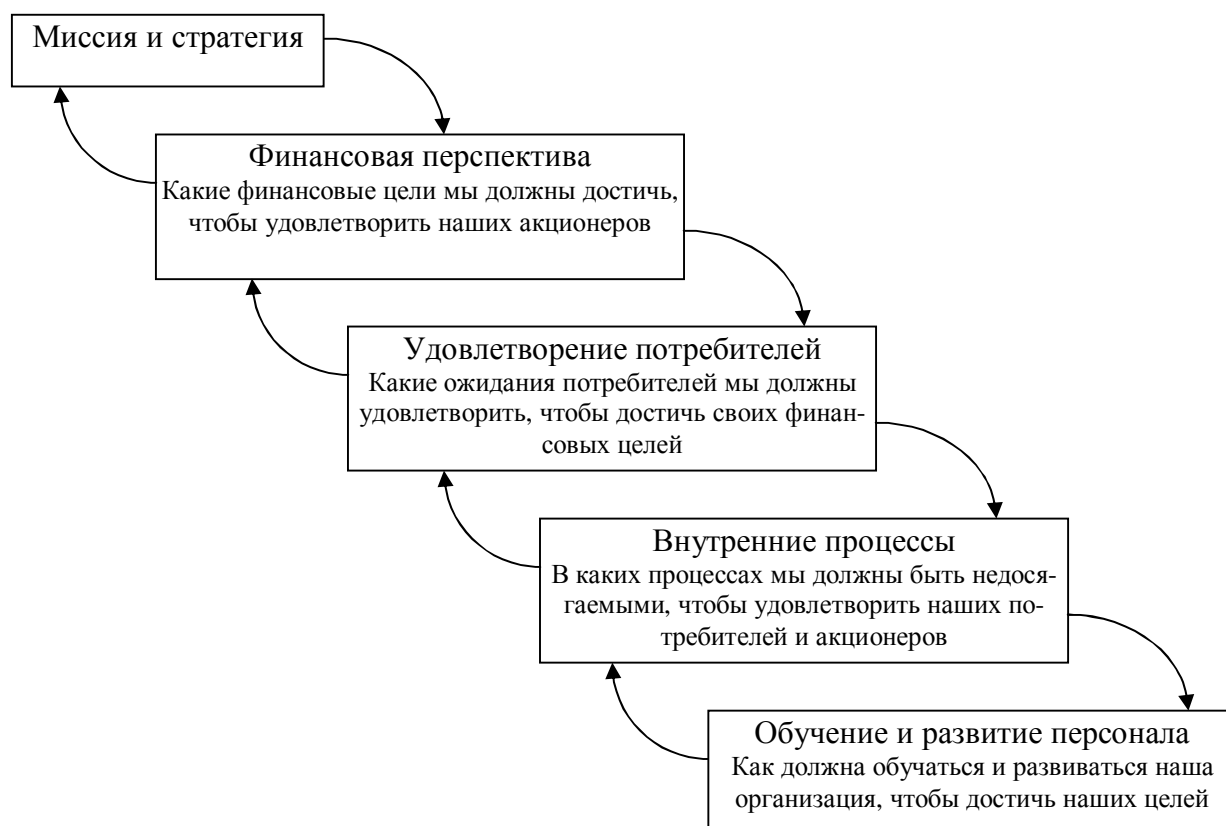 Миссия и стратегия
Финансовая перспектива
Какие финансовые цели мы должны достичь,
чтобы удовлетворить наших акционеров
Удовлетворение потребителей
Какие ожидания потребителей мы должны
удовлетворить, чтобы достичь своих финан-
совых целей
Внутренние процессы
В каких процессах мы должны быть недося-
гаемыми, чтобы удовлетворить наших по-
требителей и акционеров
Обучение и развитие персонала
Как должна обучаться и развиваться наша
организация, чтобы достичь наших целей